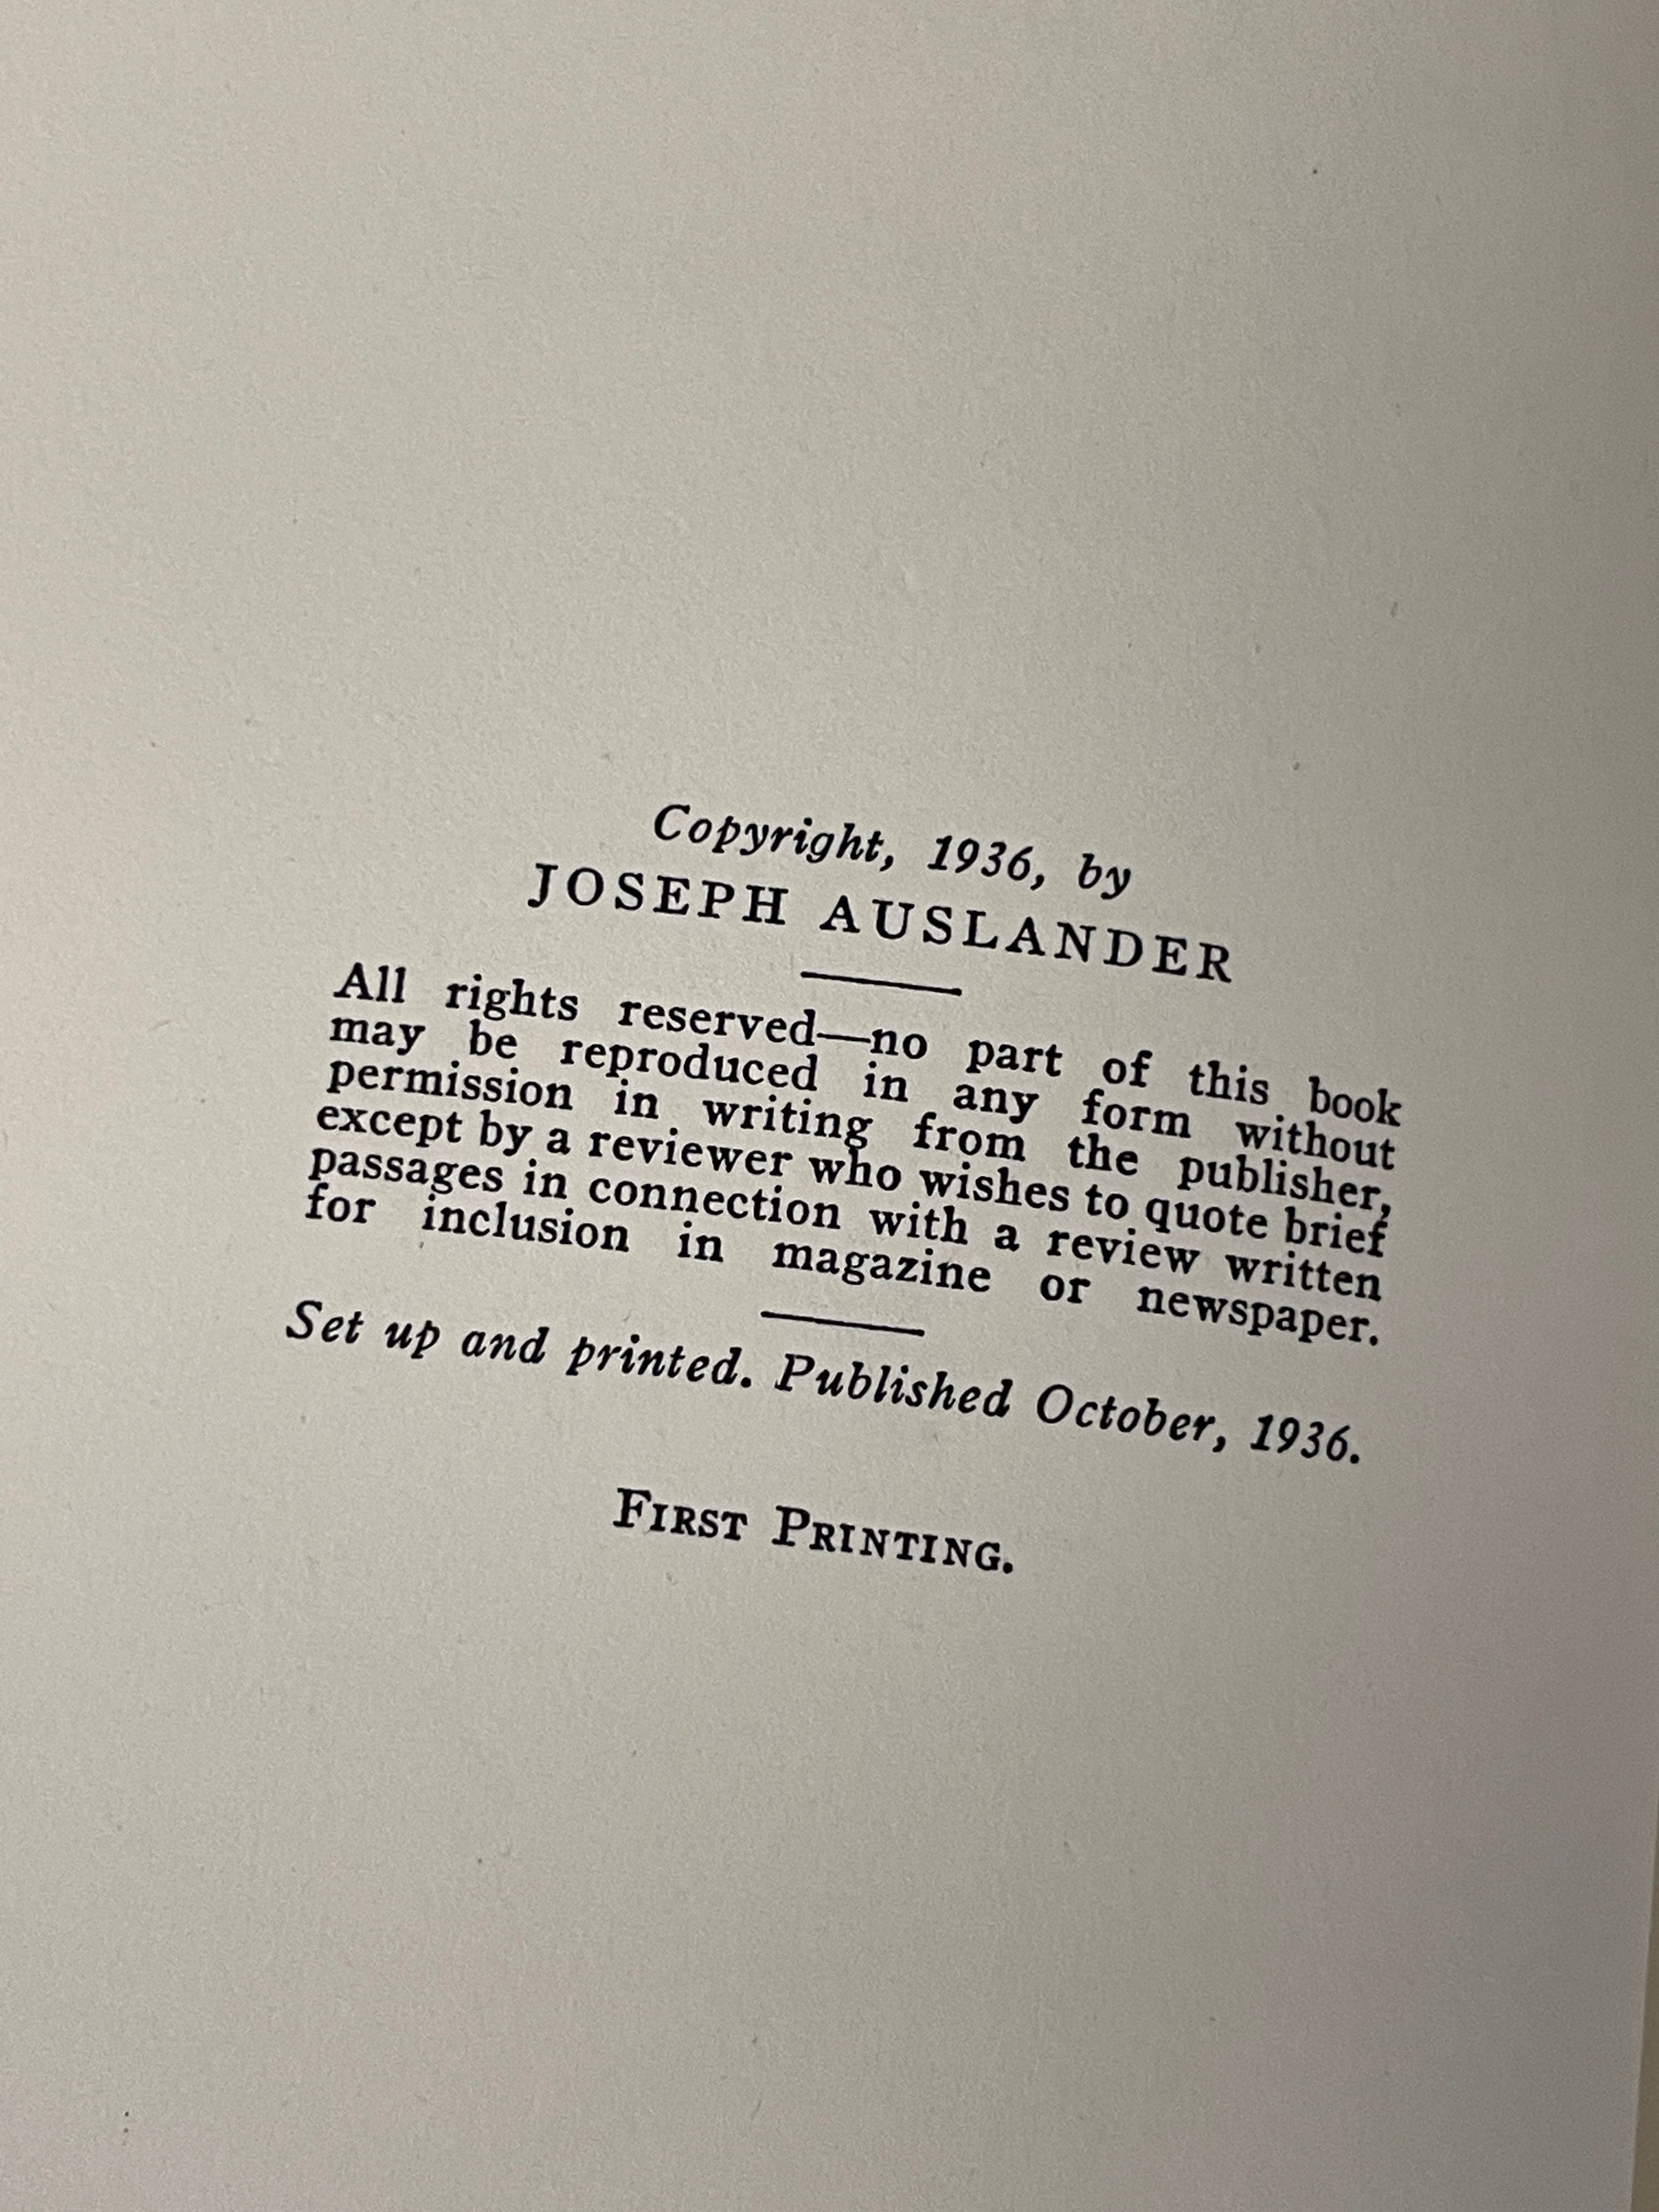 Copyright, 1936, by
JOSEPH AUSLANDER
All rights reserved—no part of this book
may be reproduced in any form without
permission in writing from the publisher,
except by a reviewer who wishes to quote brief
passages in connection with a review written
for inclusion in magazine or newspaper.
Set up and printed. Published October, 1936.
FIRST PRINTING.